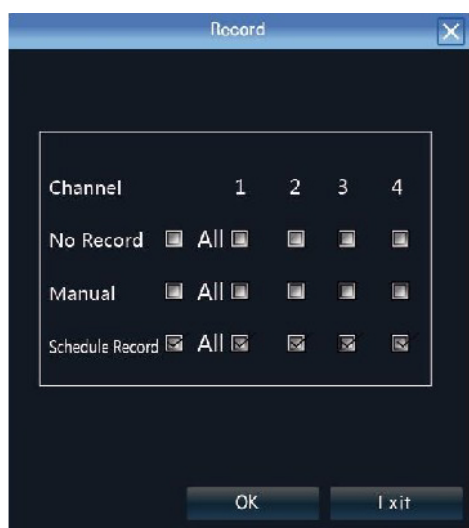 Record
Channel 1 2 3 4
No Record All
Manual All
Schedule Record All
OK Exit